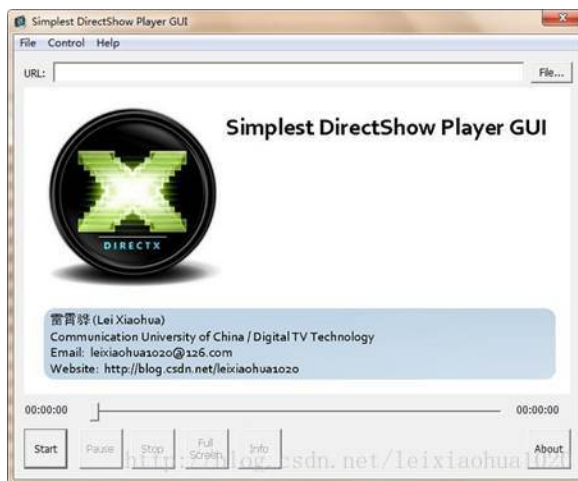 Simplest DirectShow Player GUI
File Control Help
URL: File...
Simplest DirectShow Player GUI
DIRECTX
雷霄骅 (Lei Xiaohua)
Communication University of China / Digital TV Technology
Email: leixiaohua1020@126.com
Website: http://blog.csdn.net/leixiaohua1020
00:00:00 00:00:00
Start Pause Stop Full Screen Info About
http://blog.csdn.net/leixiaohua1020